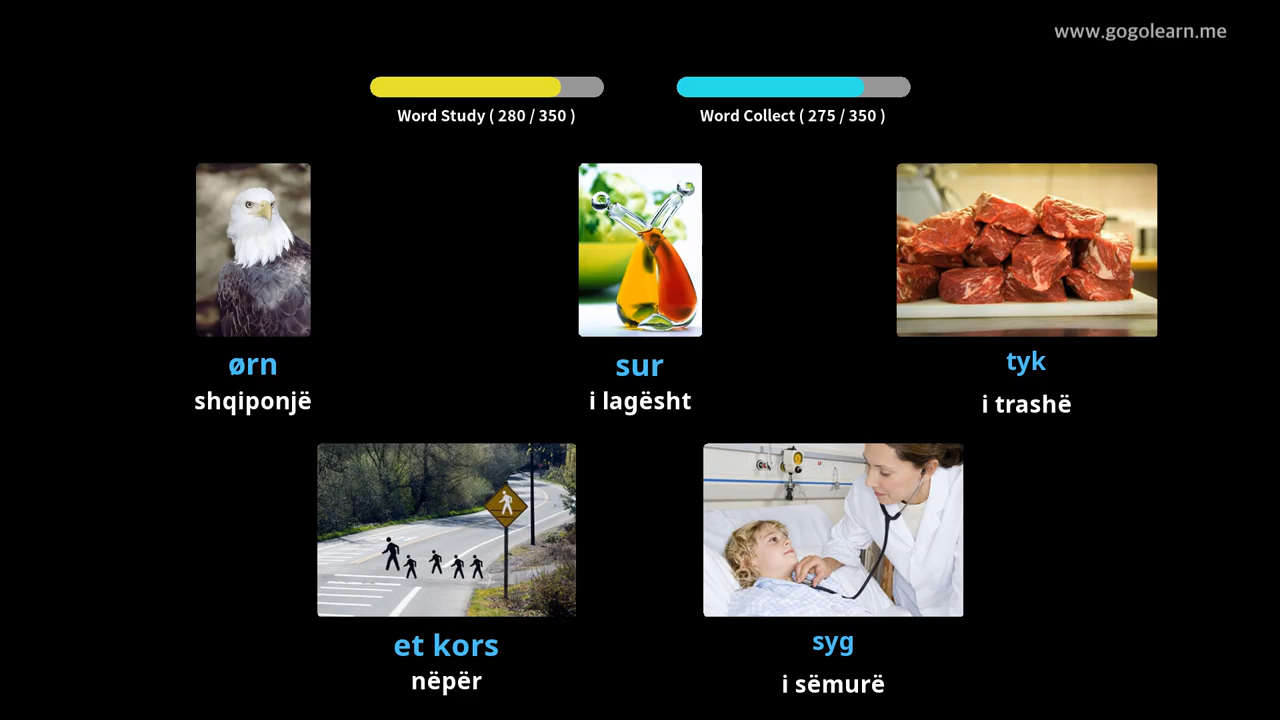 www.gogolearn.me
Word Study ( 280 / 350 )
Word Collect ( 275 / 350 )
ørn
shqiponjë
sur
i lagësht
tyk
i trashë
et kors
nëpër
syg
i sëmurë